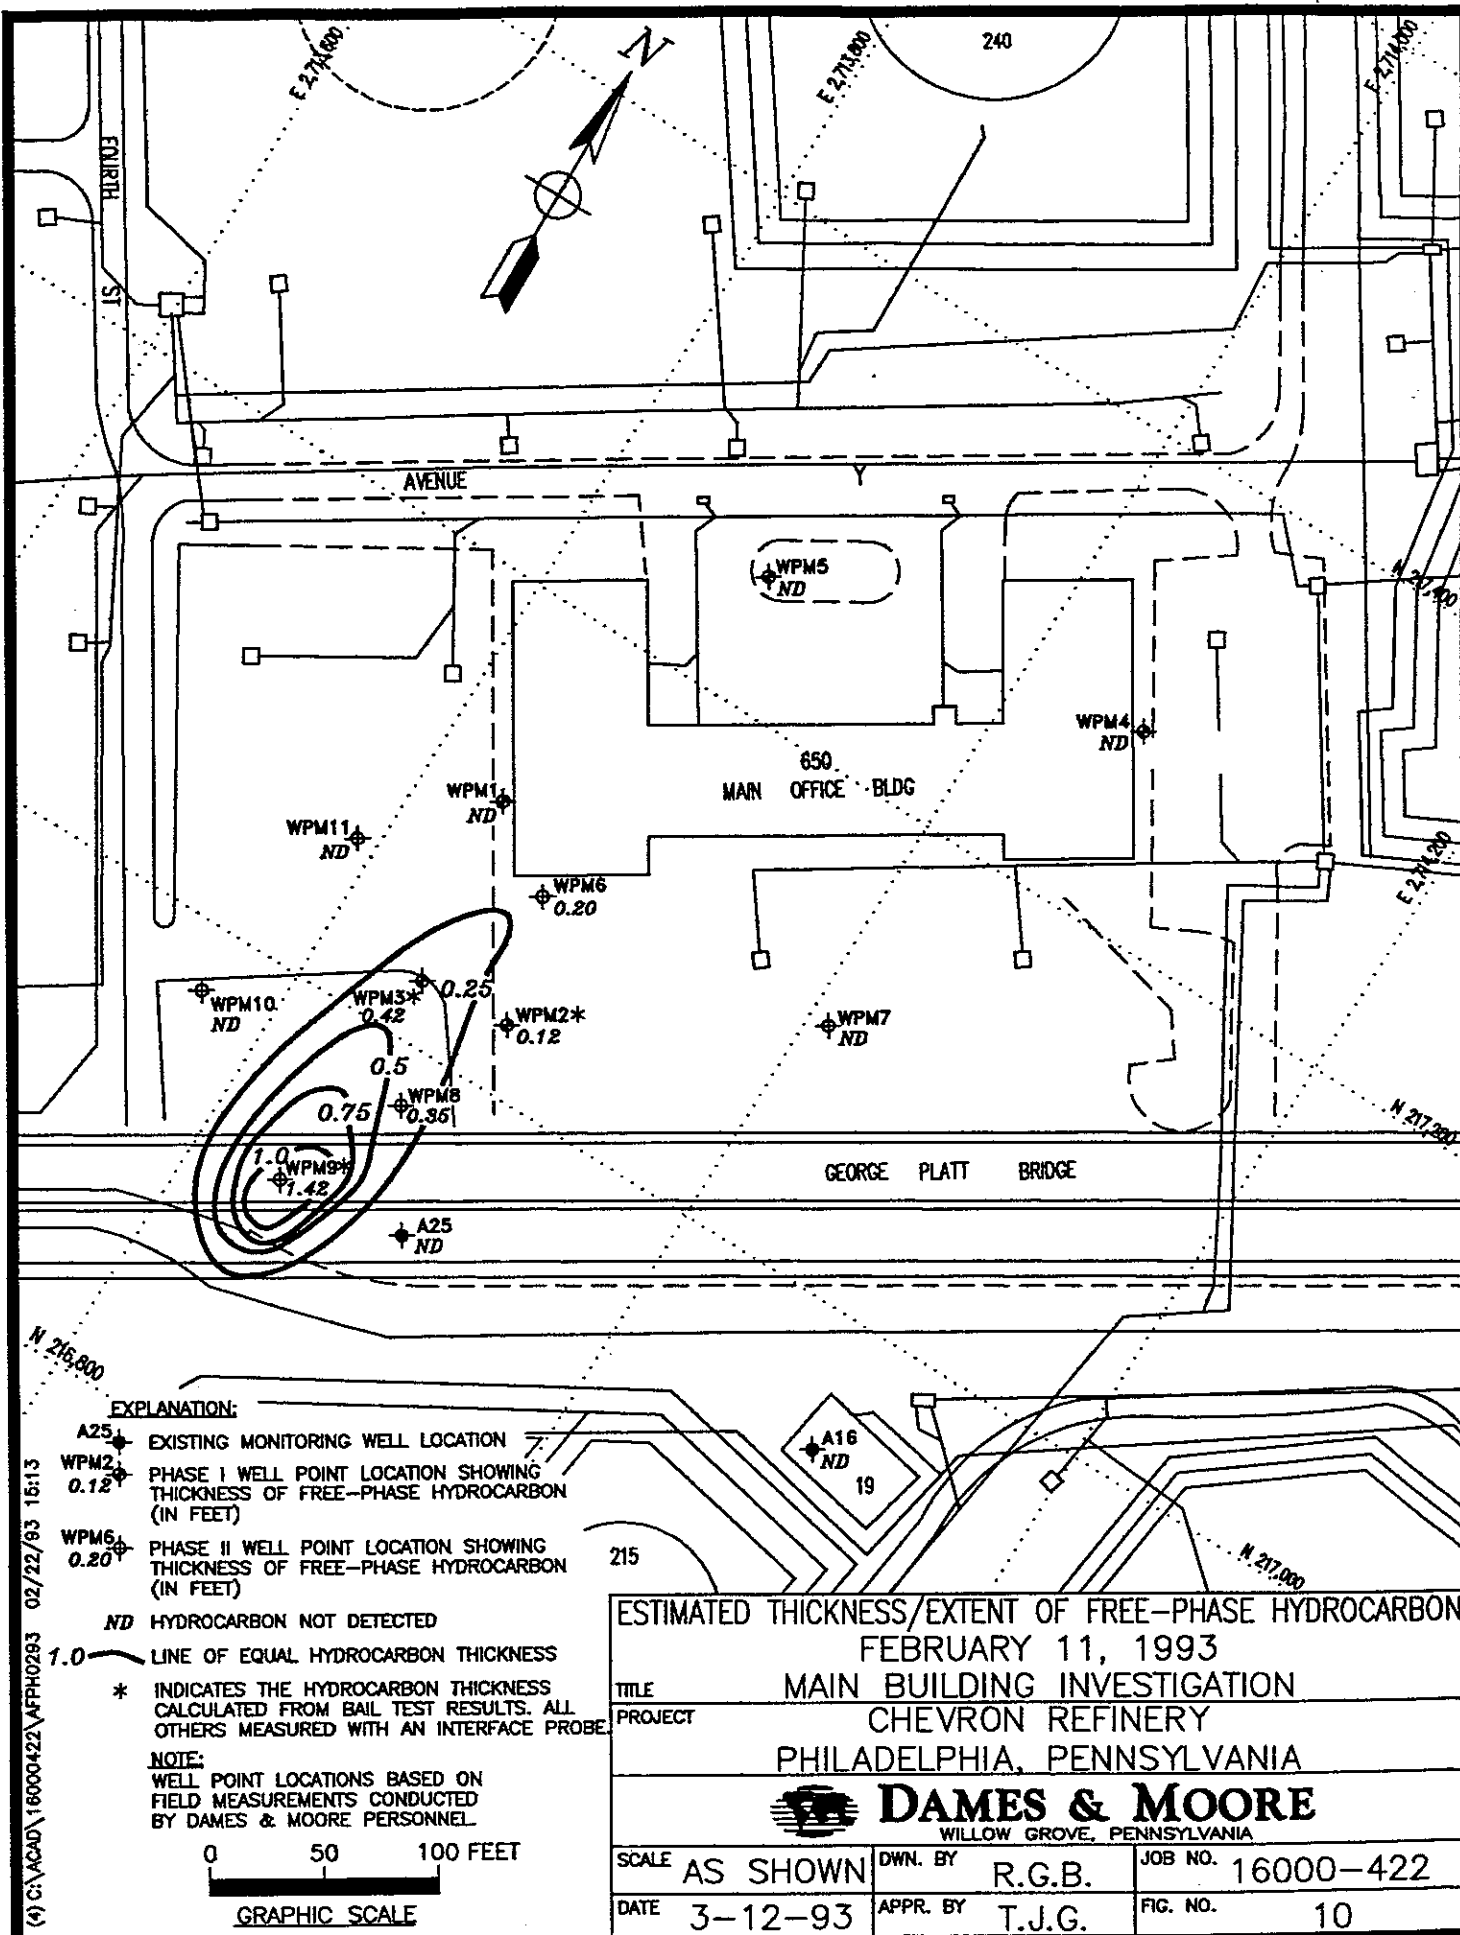 E 2,713,600
N
E 2,713,800
240
E 2,714,000
FOURTH ST
AVENUE Y
WPM5
ND
N 217,400
WPM4
ND
650
MAIN OFFICE BLDG
WPM1
ND
WPM11
ND
WPM6
0.20
E 2,714,200
WPM10
ND
WPM3*
0.42
0.25
WPM2*
0.12
WPM7
ND
0.5
WPM8
0.35
0.75
N 217,200
1.0
WPM9*
1.42
GEORGE PLATT BRIDGE
A25
ND
N 216,800
A16
ND
19
215
N 217,000
EXPLANATION:
A25 EXISTING MONITORING WELL LOCATION
WPM2 PHASE I WELL POINT LOCATION SHOWING
0.12 THICKNESS OF FREE-PHASE HYDROCARBON
(IN FEET)
WPM6 PHASE II WELL POINT LOCATION SHOWING
0.20 THICKNESS OF FREE-PHASE HYDROCARBON
(IN FEET)
ND HYDROCARBON NOT DETECTED
1.0 LINE OF EQUAL HYDROCARBON THICKNESS
* INDICATES THE HYDROCARBON THICKNESS
CALCULATED FROM BAIL TEST RESULTS. ALL
OTHERS MEASURED WITH AN INTERFACE PROBE.
NOTE:
WELL POINT LOCATIONS BASED ON
FIELD MEASUREMENTS CONDUCTED
BY DAMES & MOORE PERSONNEL
0 50 100 FEET
GRAPHIC SCALE
(4) C:\ACAD\16000422\AFPH0293 02/22/93 15:13
ESTIMATED THICKNESS/EXTENT OF FREE-PHASE HYDROCARBON
FEBRUARY 11, 1993
TITLE MAIN BUILDING INVESTIGATION
PROJECT CHEVRON REFINERY
PHILADELPHIA, PENNSYLVANIA
DAMES & MOORE
WILLOW GROVE, PENNSYLVANIA
SCALE AS SHOWN DWN. BY R.G.B. JOB NO. 16000-422
DATE 3-12-93 APPR. BY T.J.G. FIG. NO. 10